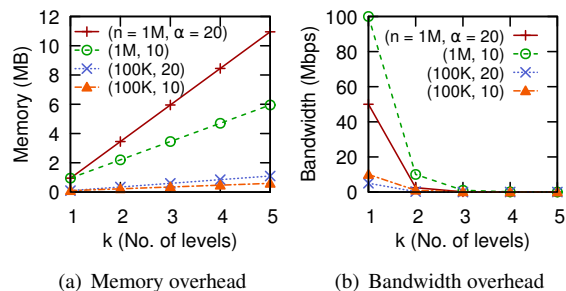 (n = 1M, α = 20)
(1M, 10)
(100K, 20)
(100K, 10)
Memory (MB)
12
10
8
6
4
2
0
1 2 3 4 5
k (No. of levels)
(a) Memory overhead
(n = 1M, α = 20)
(1M, 10)
(100K, 20)
(100K, 10)
Bandwidth (Mbps)
100
80
60
40
20
0
1 2 3 4 5
k (No. of levels)
(b) Bandwidth overhead